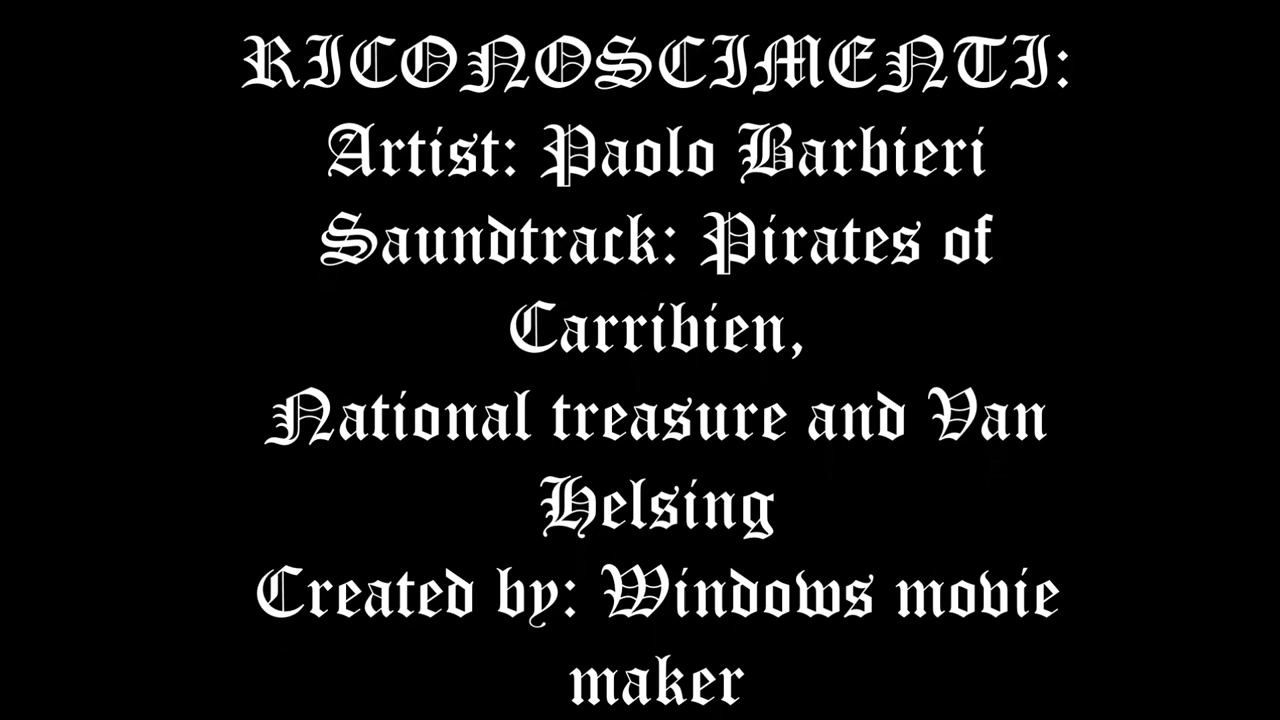 RICONOSCIMENTI:
Artist: Paolo Barbieri
Saundtrack: Pirates of
Carribien,
National treasure and Van
Helsing
Created by: Windows movie
maker